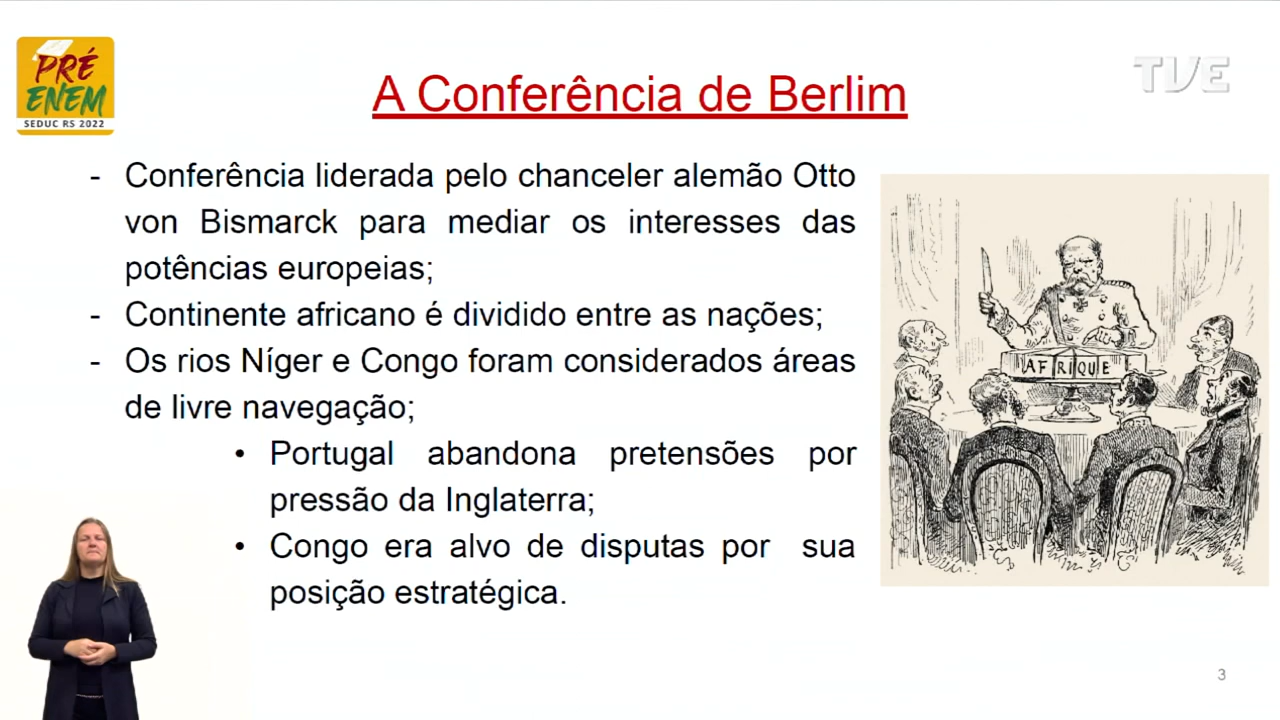 PRÉ
ENEM
SEDUC RS 2022
TVE
A Conferência de Berlim
- Conferência liderada pelo chanceler alemão Otto
von Bismarck para mediar os interesses das
potências europeias;
- Continente africano é dividido entre as nações;
- Os rios Níger e Congo foram considerados áreas
de livre navegação;
• Portugal abandona pretensões por
pressão da Inglaterra;
• Congo era alvo de disputas por sua
posição estratégica.
AFRIQUE
3